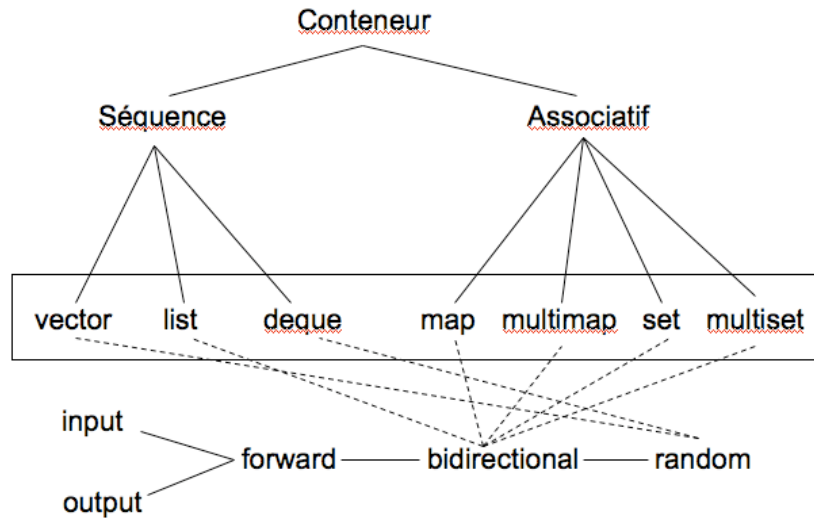 Conteneur
Séquence Associatif
vector list deque map multimap set multiset
input
forward bidirectional random
output